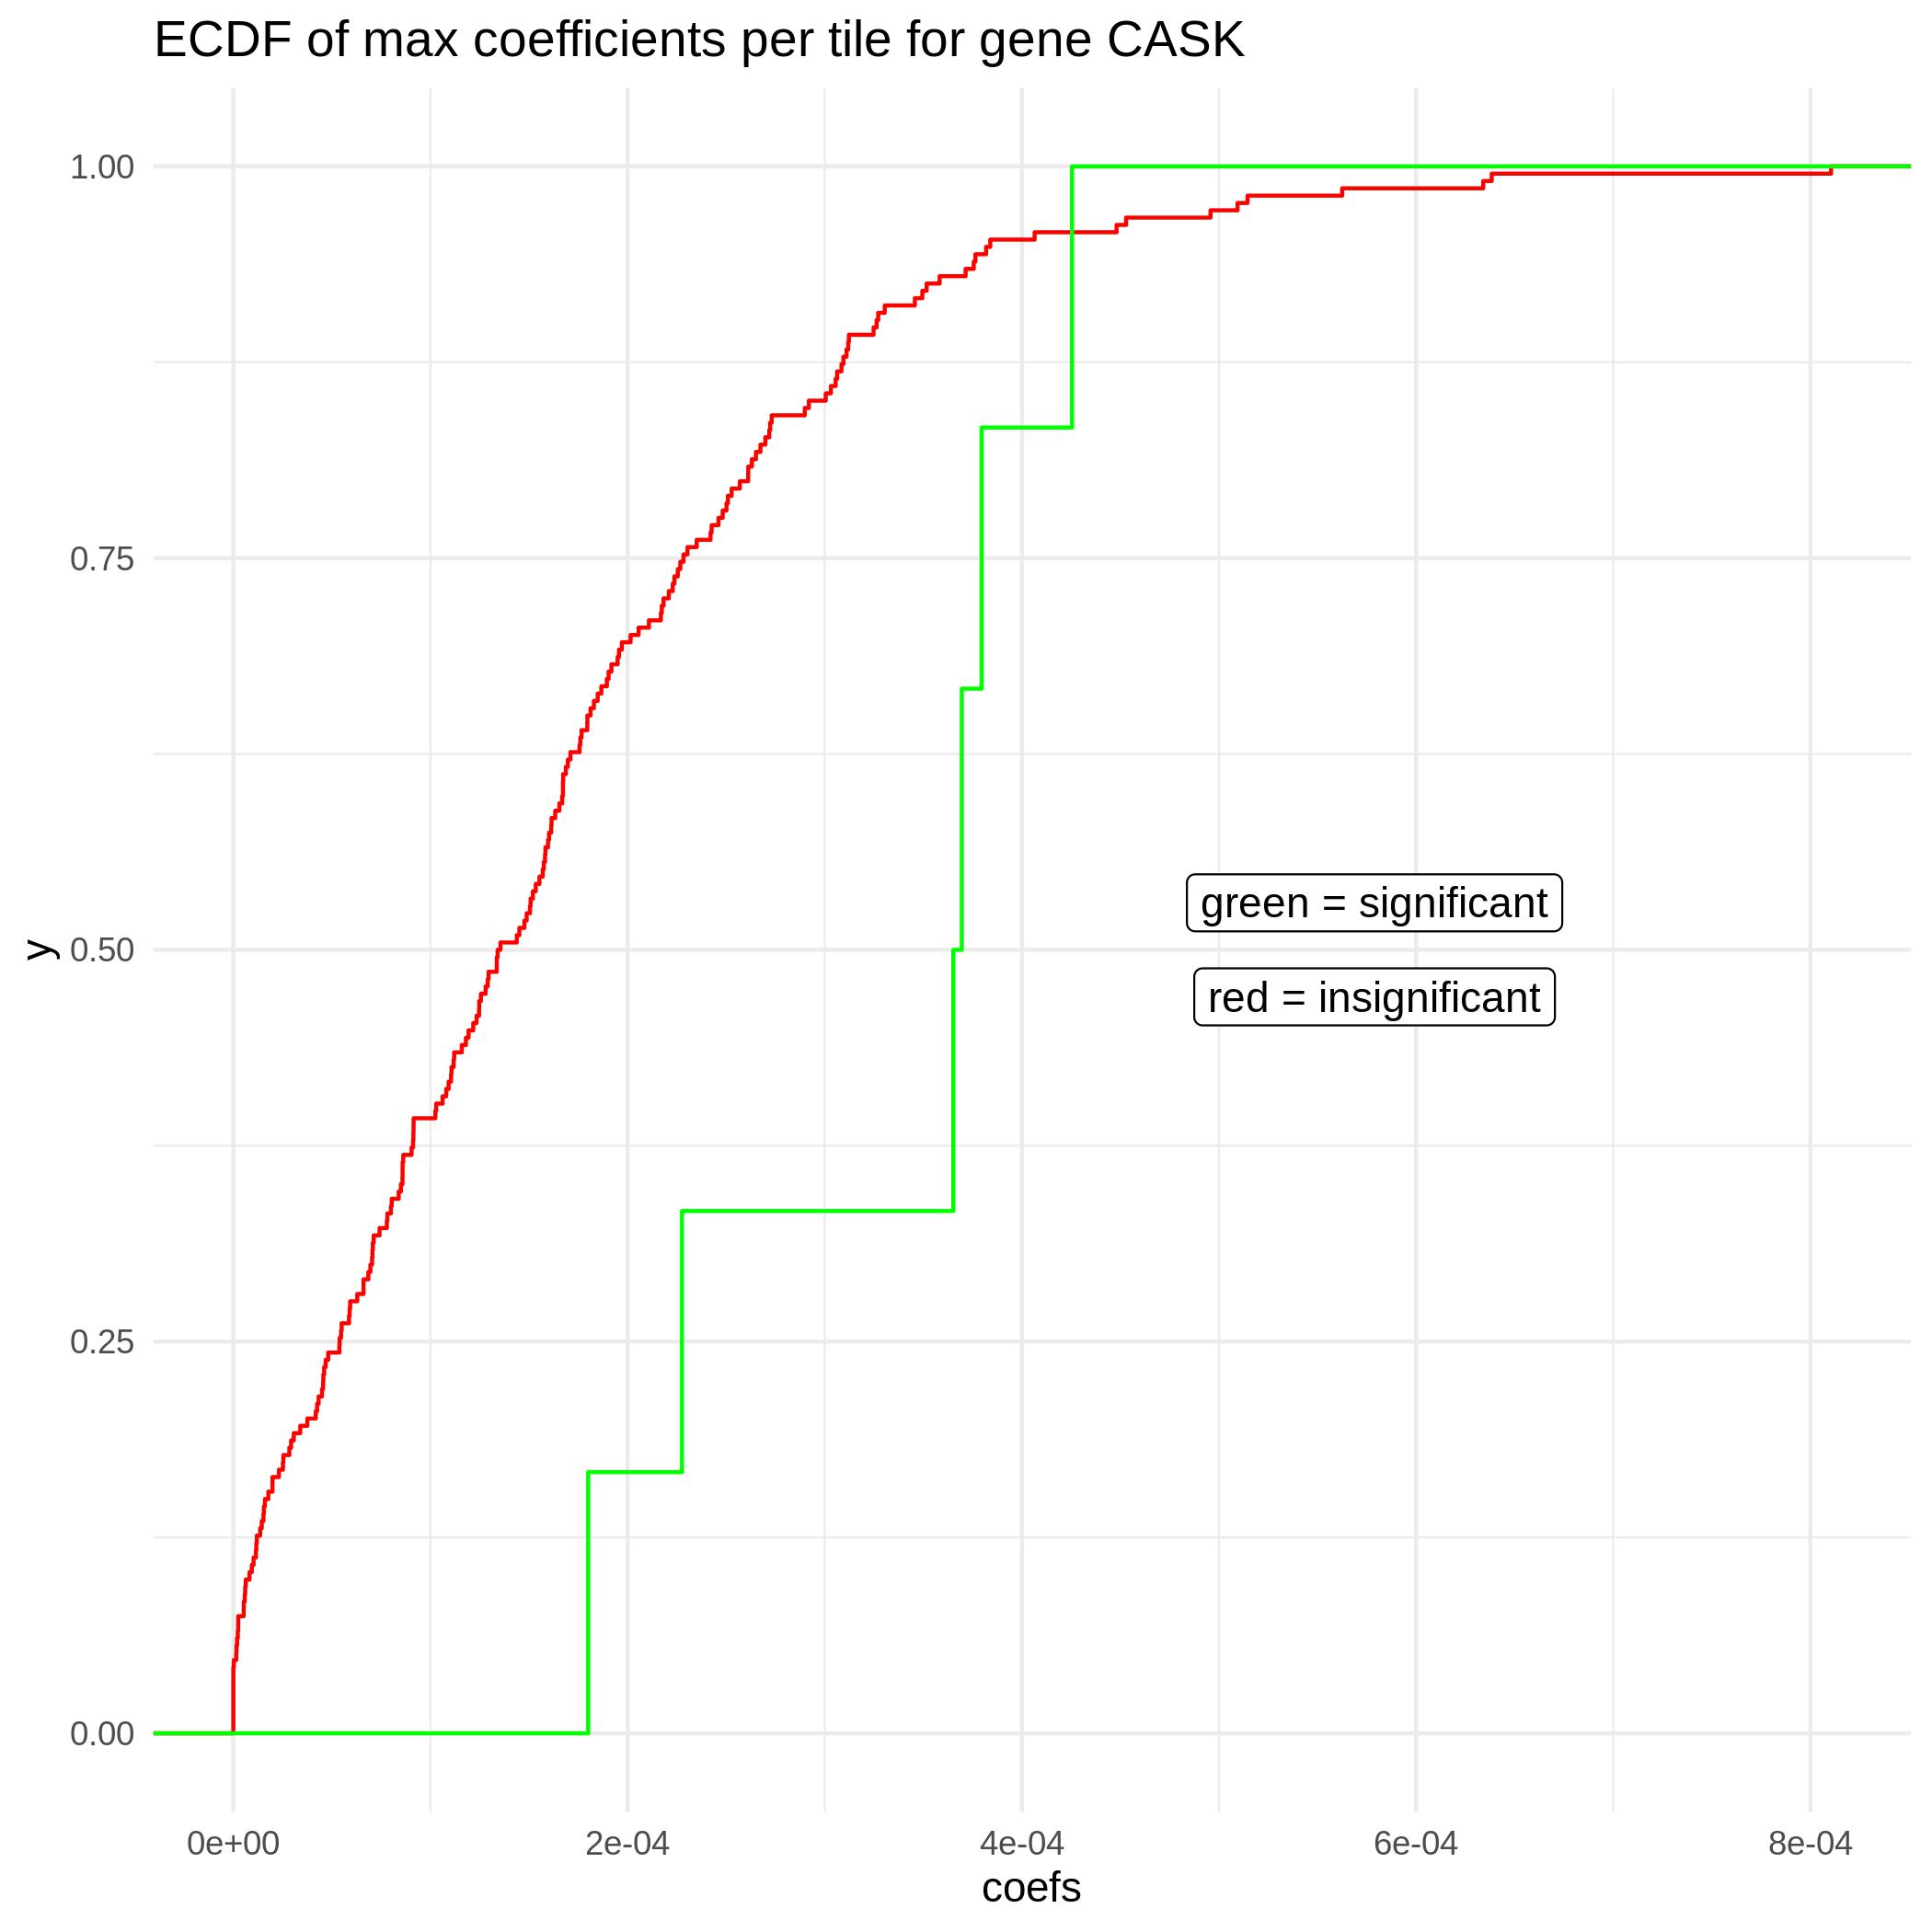 ECDF of max coefficients per tile for gene CASK
1.00
0.75
0.50
0.25
0.00
y
green = significant
red = insignificant
0e+00 2e-04 4e-04 6e-04 8e-04
coefs